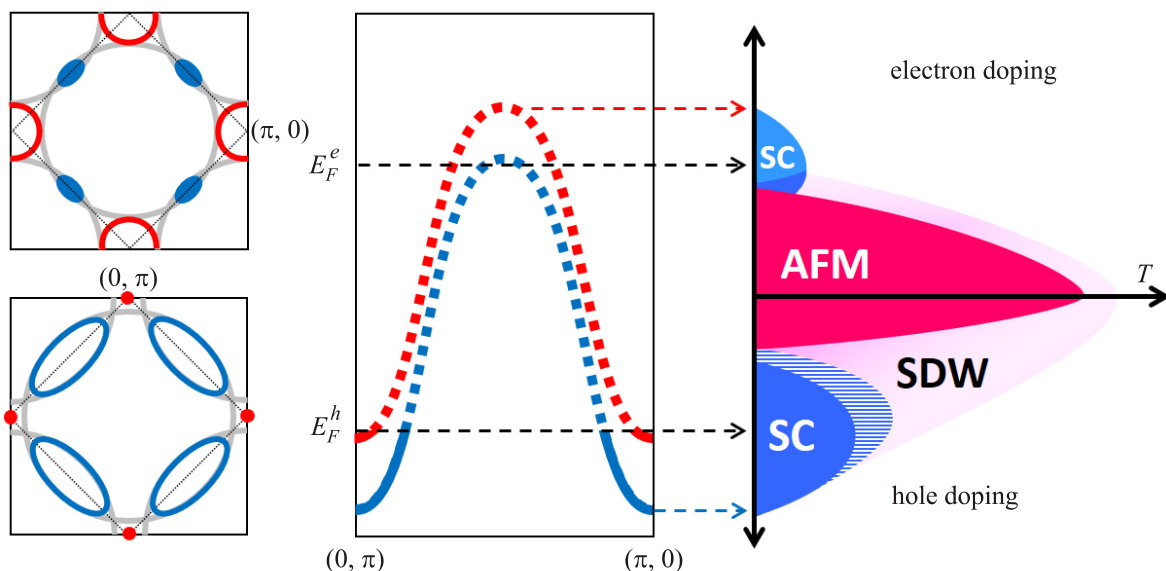 (π, 0)
(0, π)
E_F^e
E_F^h
(0, π)
(π, 0)
electron doping
SC
AFM
T
SDW
SC
hole doping